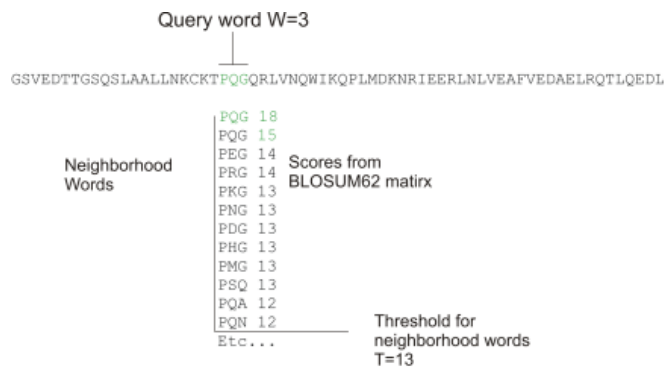 Query word W=3
GSVEDTTGSQSLAALLNKCKTPQGQRLVNQWIKQPLMDKNRIEERLNLVEAFVEDAELRQTLQEDL
PQG 18
PQG 15
PEG 14
PRG 14
PKG 13
PNG 13
PDG 13
PHG 13
PMG 13
PSQ 13
PQA 12
PQN 12
Etc...
Neighborhood
Words
Scores from
BLOSUM62 matirx
Threshold for
neighborhood words
T=13